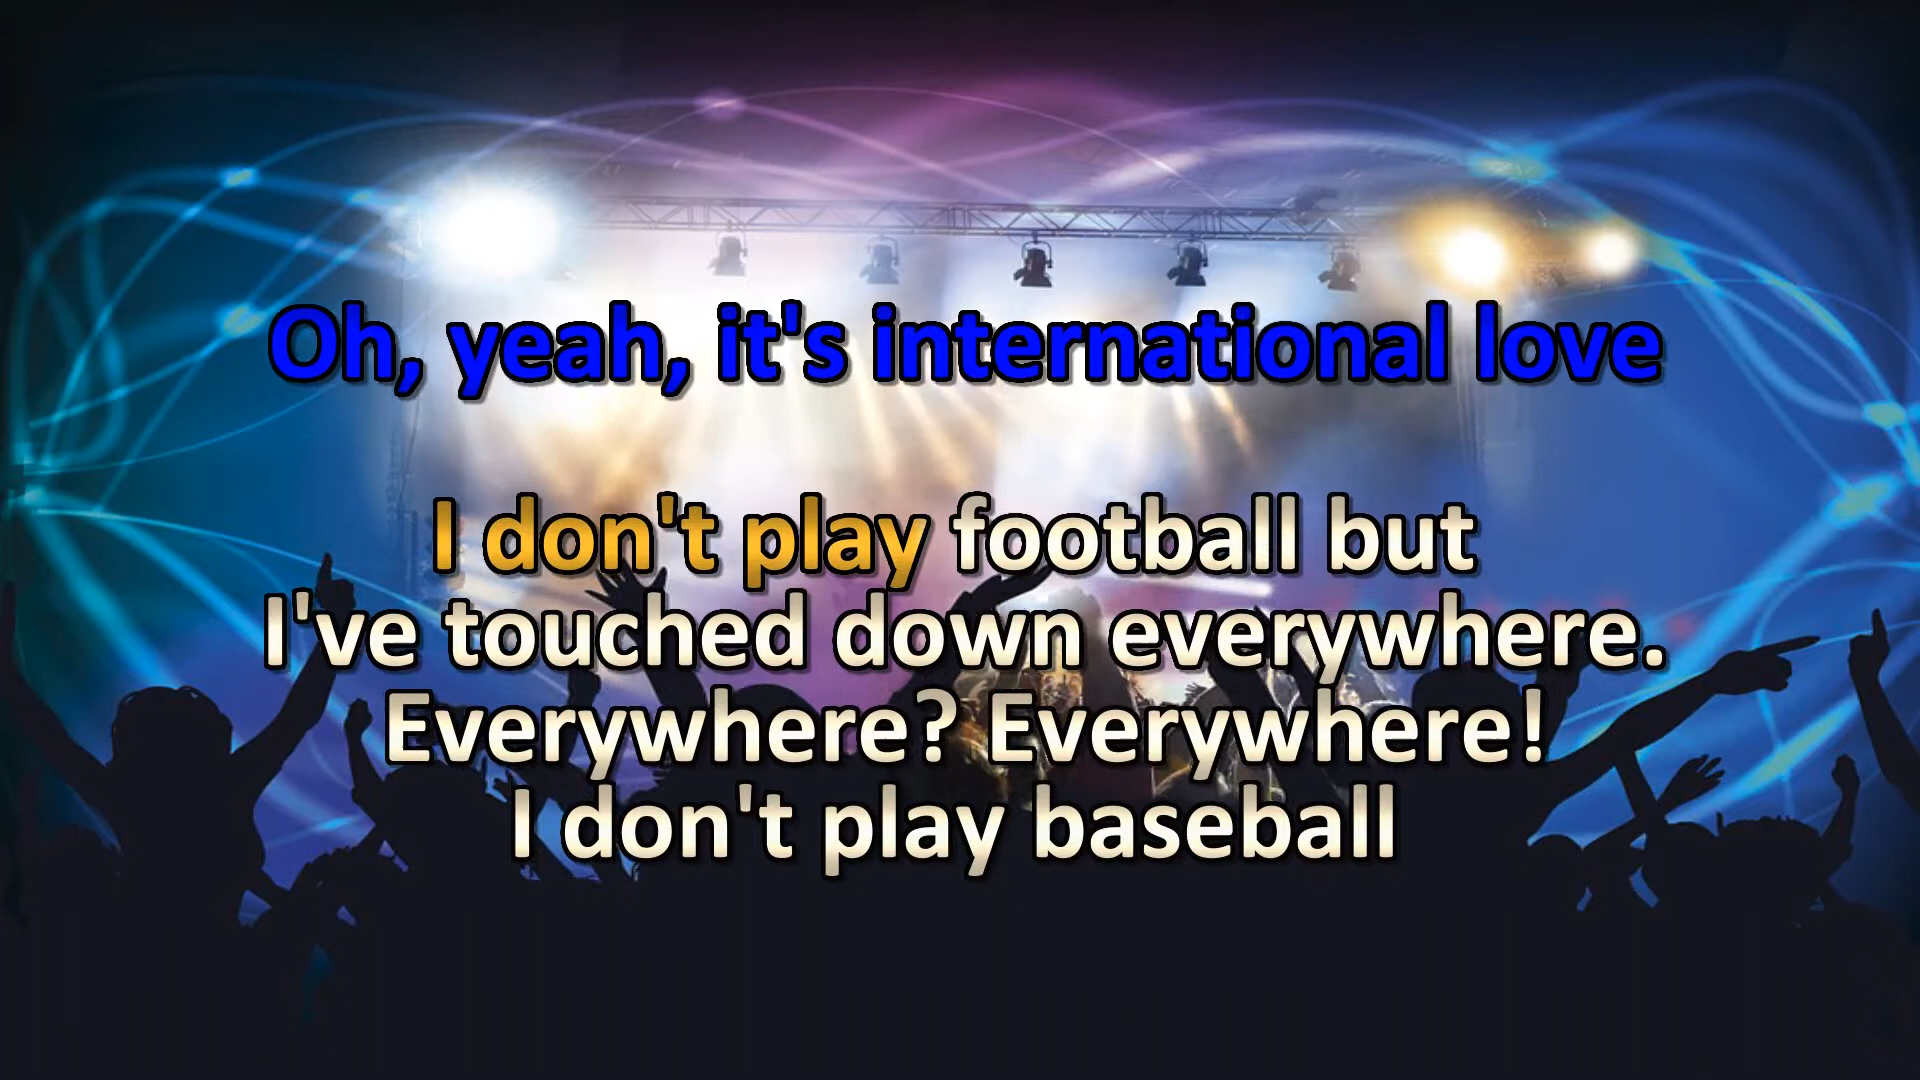 Oh, yeah, it's international love
I don't play football but
I've touched down everywhere.
Everywhere? Everywhere!
I don't play baseball